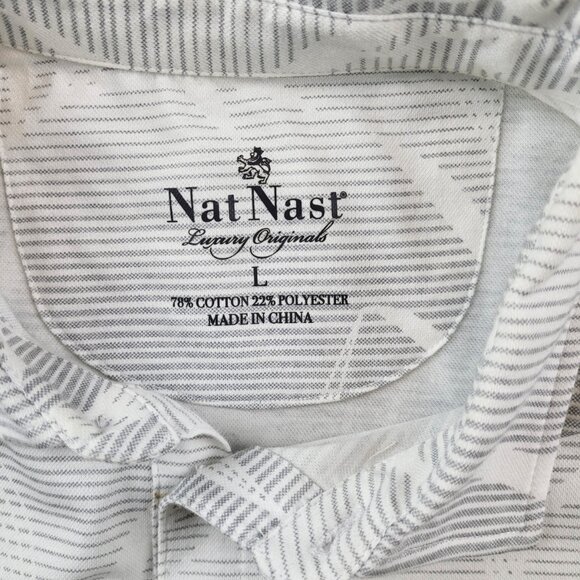 Nat Nast®
Luxury Originals
L
78% COTTON 22% POLYESTER
MADE IN CHINA